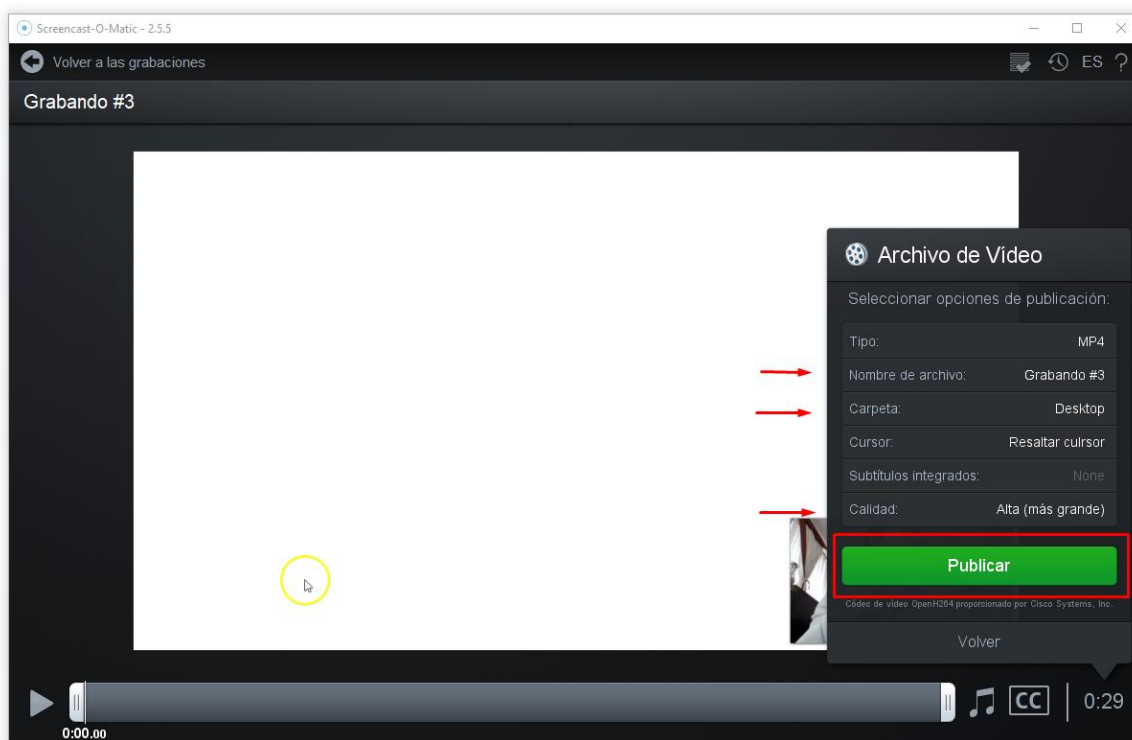 Screencast-O-Matic - 2.5.5
Volver a las grabaciones
ES ?
Grabando #3
Archivo de Vídeo
Seleccionar opciones de publicación:
Tipo: MP4
Nombre de archivo: Grabando #3
Carpeta: Desktop
Cursor: Resaltar culrsor
Subtítulos integrados: None
Calidad: Alta (más grande)
Publicar
Códec de vídeo OpenH264 proporcionado por Cisco Systems, Inc.
Volver
CC 0:29
0:00.00